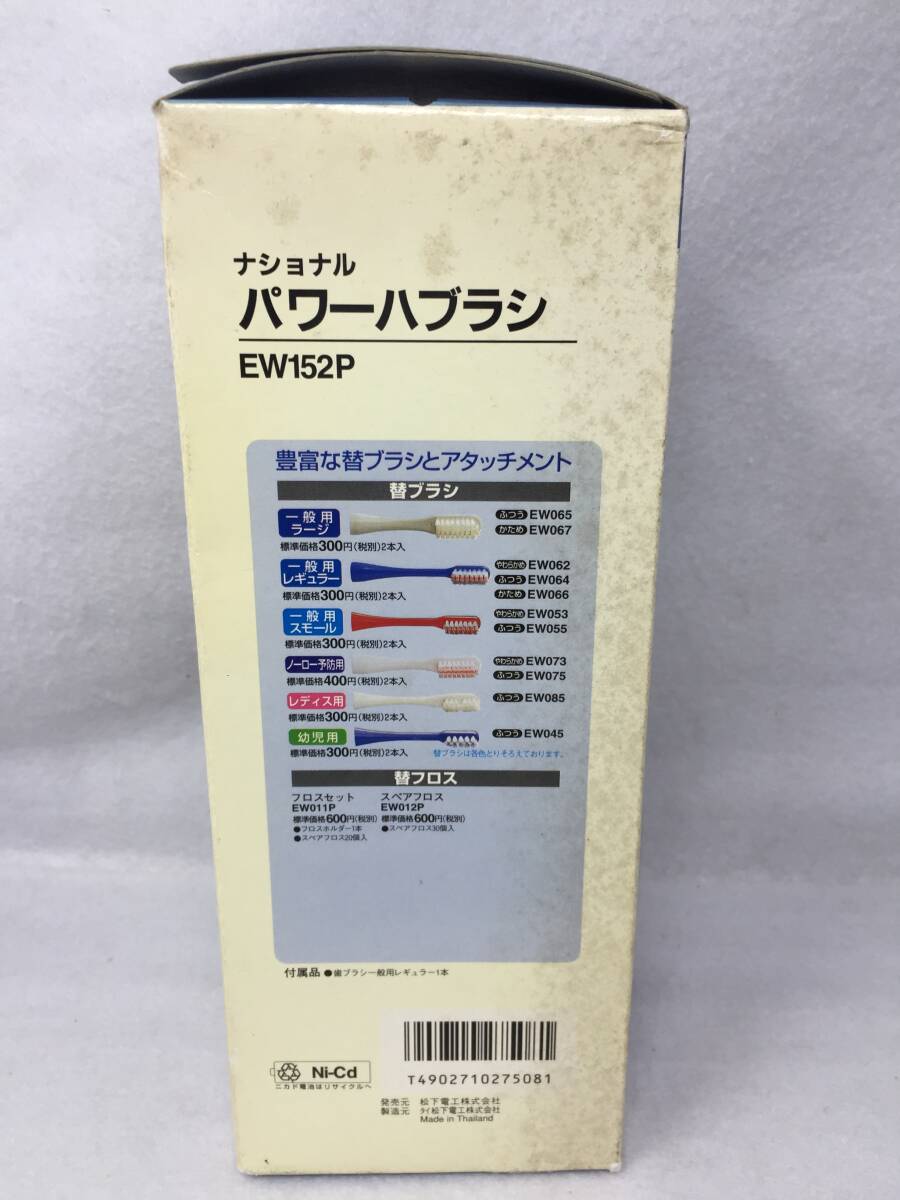 ナショナル
パワーハブラシ
EW152P
豊富な替ブラシとアタッチメント
替ブラシ
一般用
ラージ
ふつう EW065
かため EW067
標準価格300円(税別)2本入
一般用
レギュラー
やわらかめ EW062
ふつう EW064
かため EW066
標準価格300円(税別)2本入
一般用
スモール
やわらかめ EW053
ふつう EW055
標準価格300円(税別)2本入
ノーロー予防用
やわらかめ EW073
ふつう EW075
標準価格400円(税別)2本入
レディス用
ふつう EW085
標準価格300円(税別)2本入
幼児用
ふつう EW045
標準価格300円(税別)2本入
替ブラシは各色とりそろえております。
替フロス
フロスセット
EW011P
標準価格600円(税別)
●フロスホルダー1本
●スペアフロス20個入
スペアフロス
EW012P
標準価格600円(税別)
●スペアフロス30個入
付属品 ●歯ブラシ一般用レギュラー1本
Ni-Cd
ニカド電池はリサイクルへ
T4902710275081
発売元 松下電工株式会社
製造元 タイ松下電工株式会社
Made in Thailand